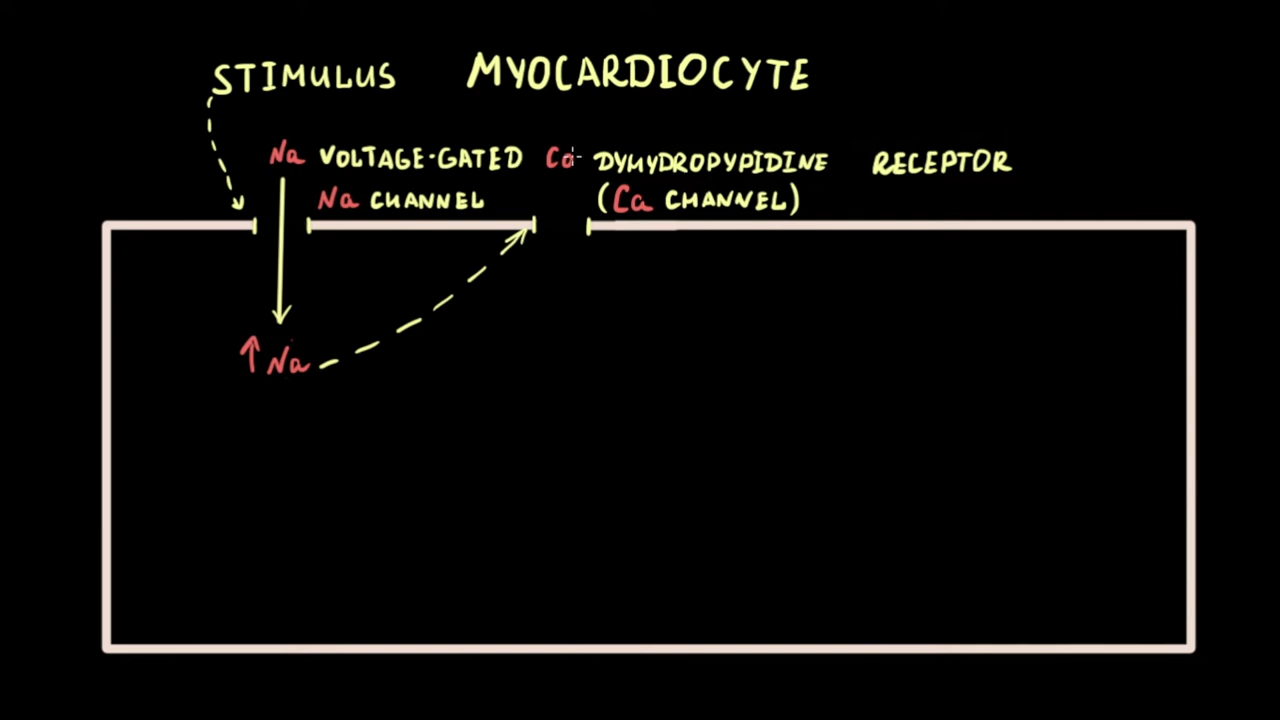 STIMULUS MYOCARDIOCYTE
Na VOLTAGE-GATED Ca DYHYDROPYPIDINE RECEPTOR
Na CHANNEL (Ca CHANNEL)
↑ Na